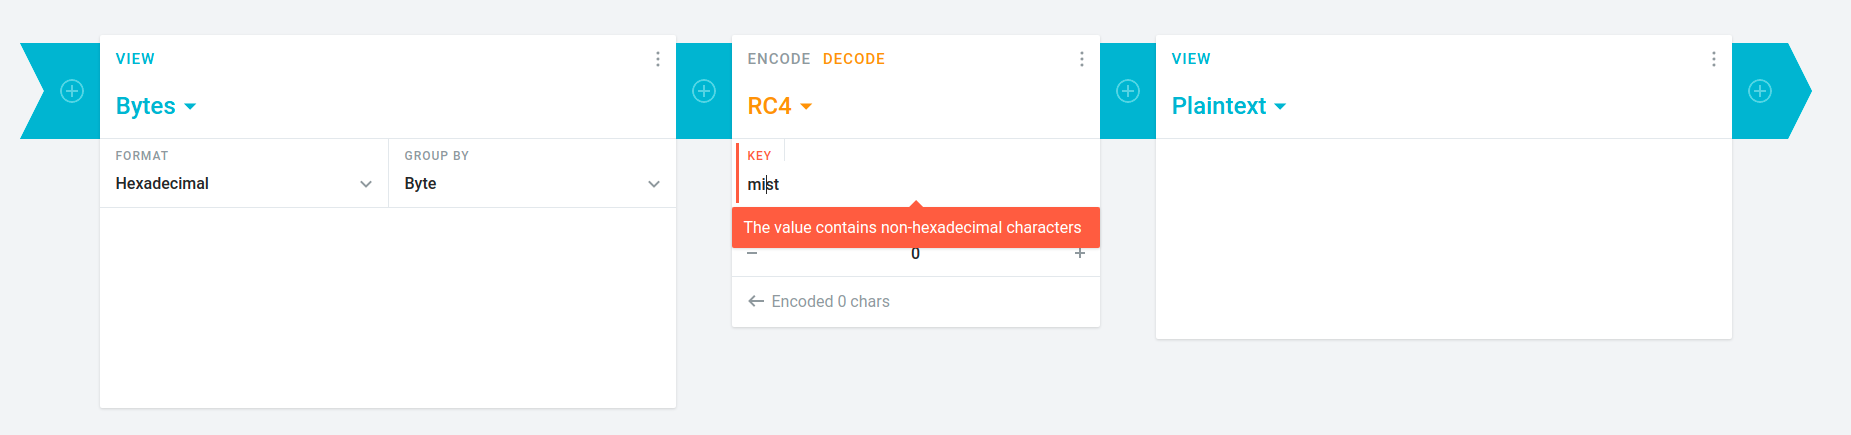 VIEW
Bytes
FORMAT
Hexadecimal
GROUP BY
Byte
ENCODE DECODE
RC4
KEY
mist
The value contains non-hexadecimal characters
0
Encoded 0 chars
VIEW
Plaintext